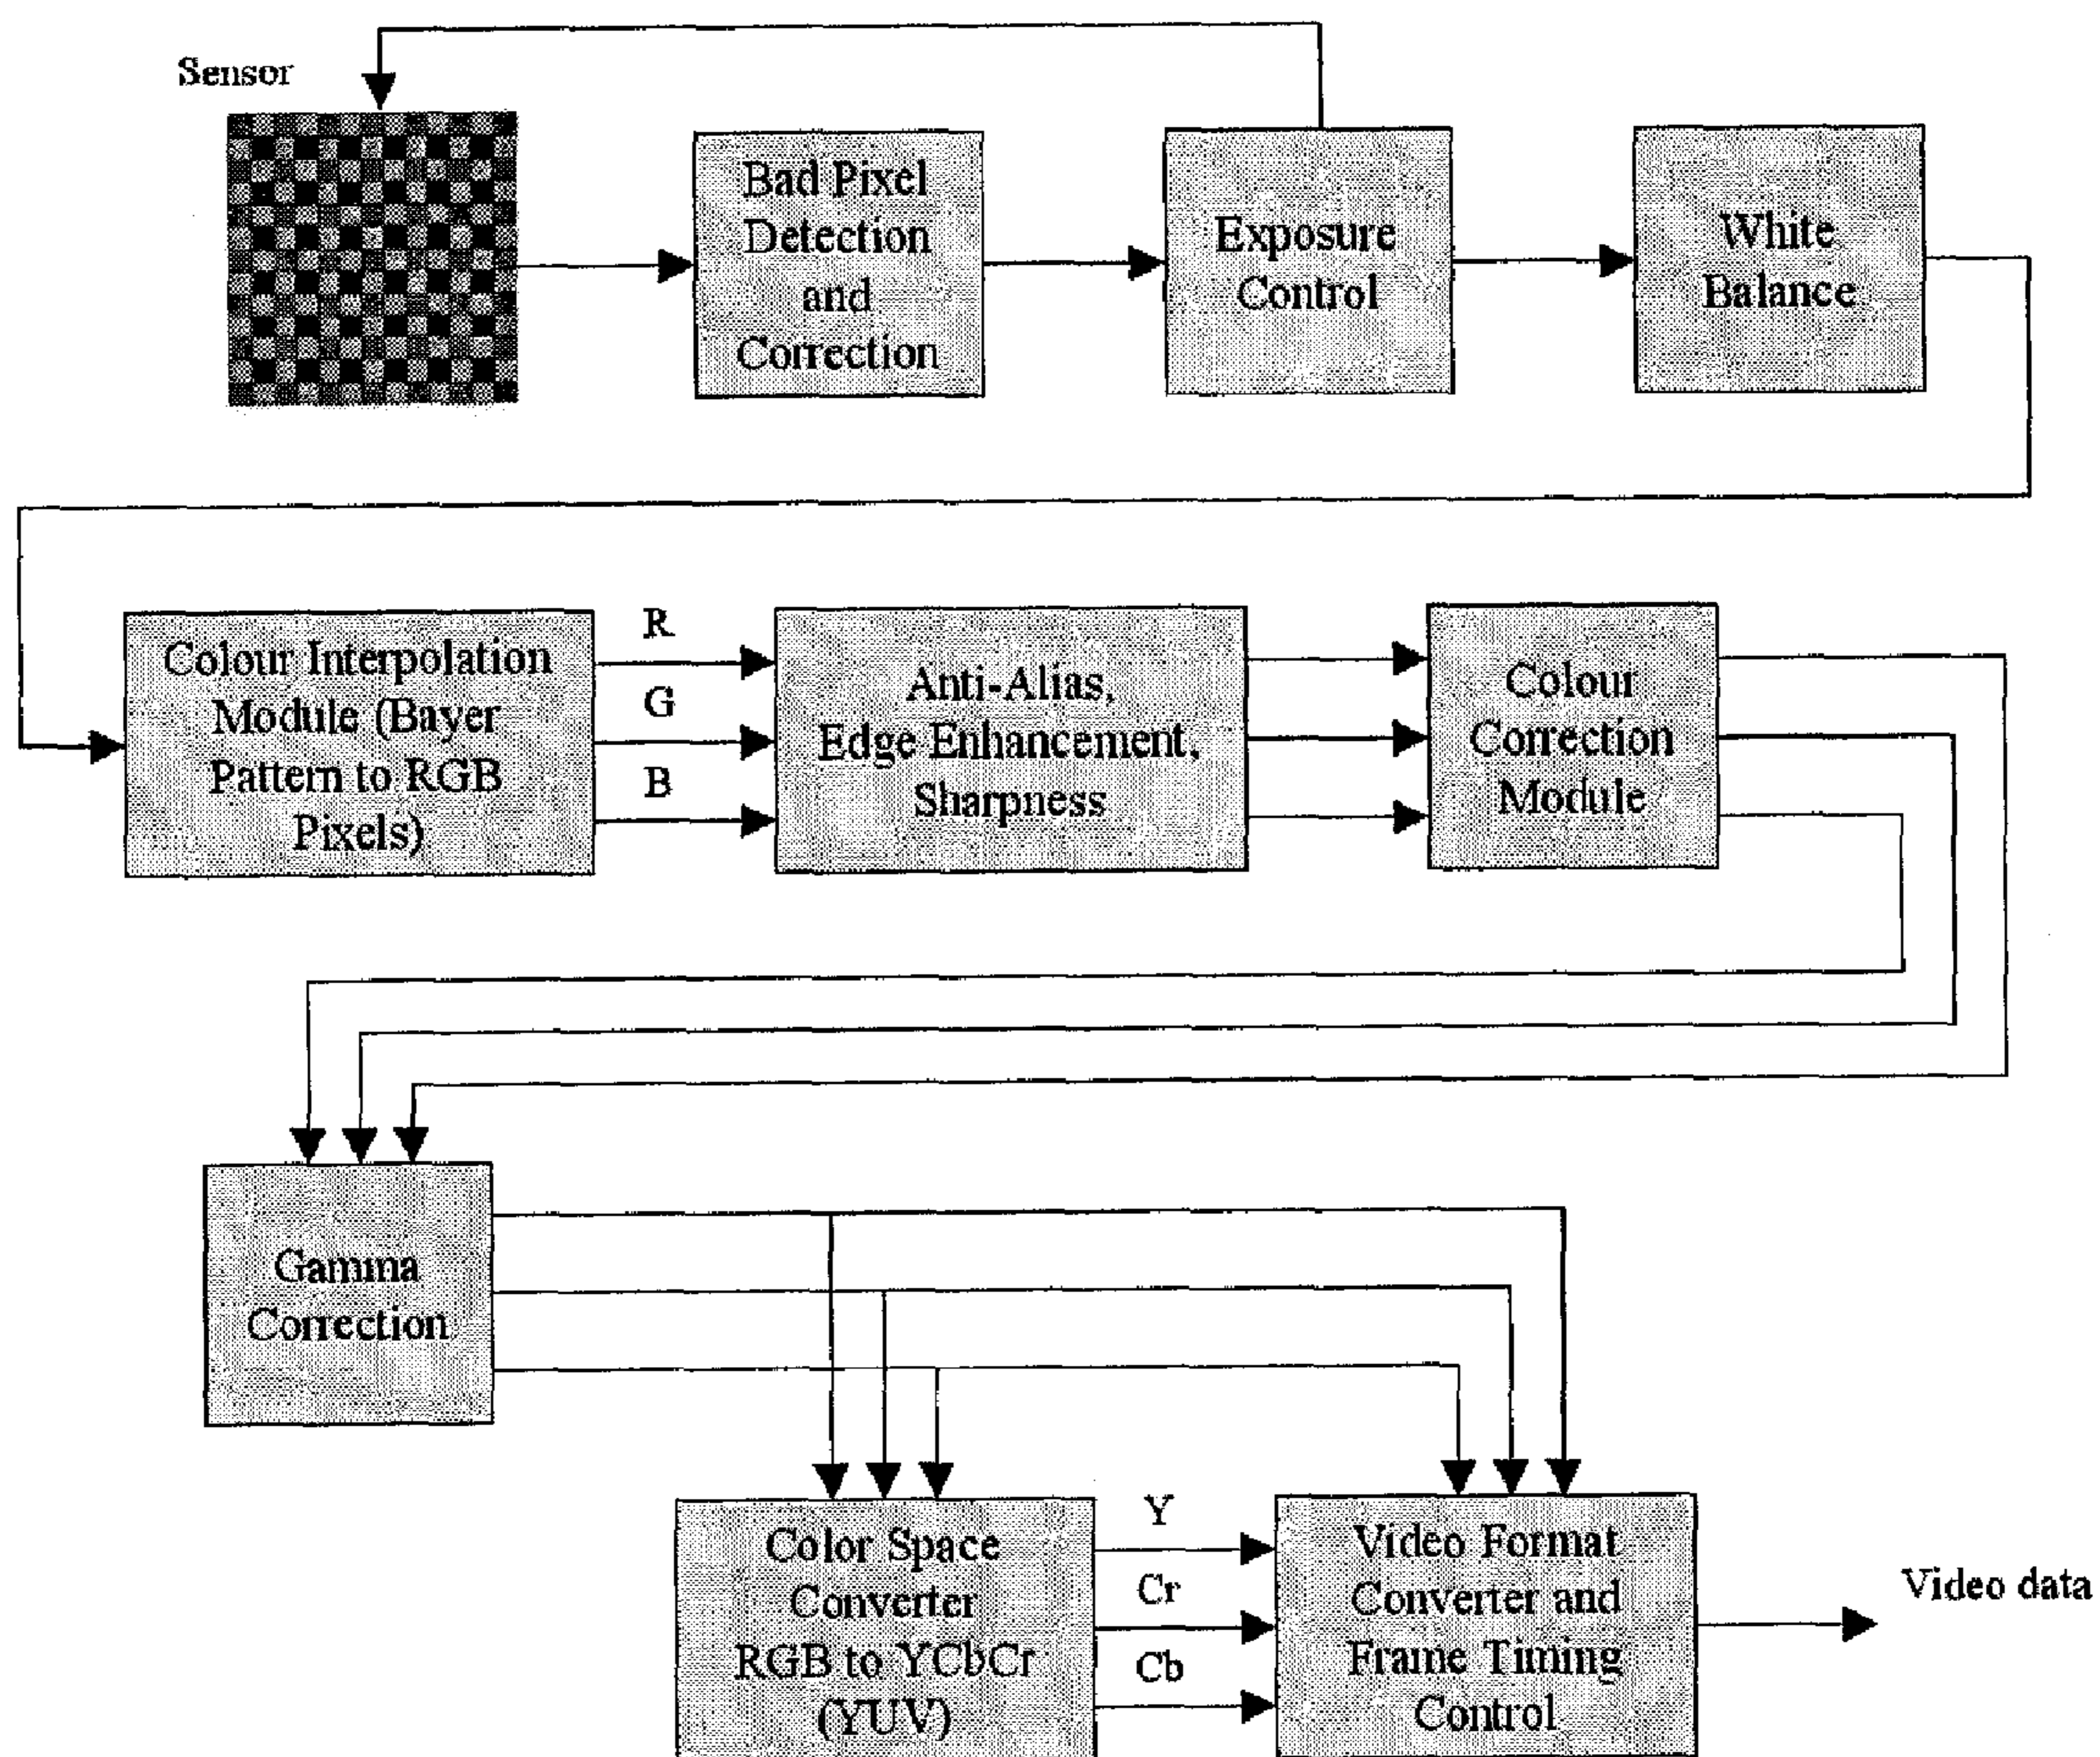 Sensor
Bad Pixel
Detection
and
Correction
Exposure
Control
White
Balance
Colour Interpolation
Module (Bayer
Pattern to RGB
Pixels)
R
G
B
Anti-Alias,
Edge Enhancement,
Sharpness
Colour
Correction
Module
Gamma
Correction
Color Space
Converter
RGB to YCbCr
(YUV)
Y
Cr
Cb
Video Format
Converter and
Frame Timing
Control
Video data